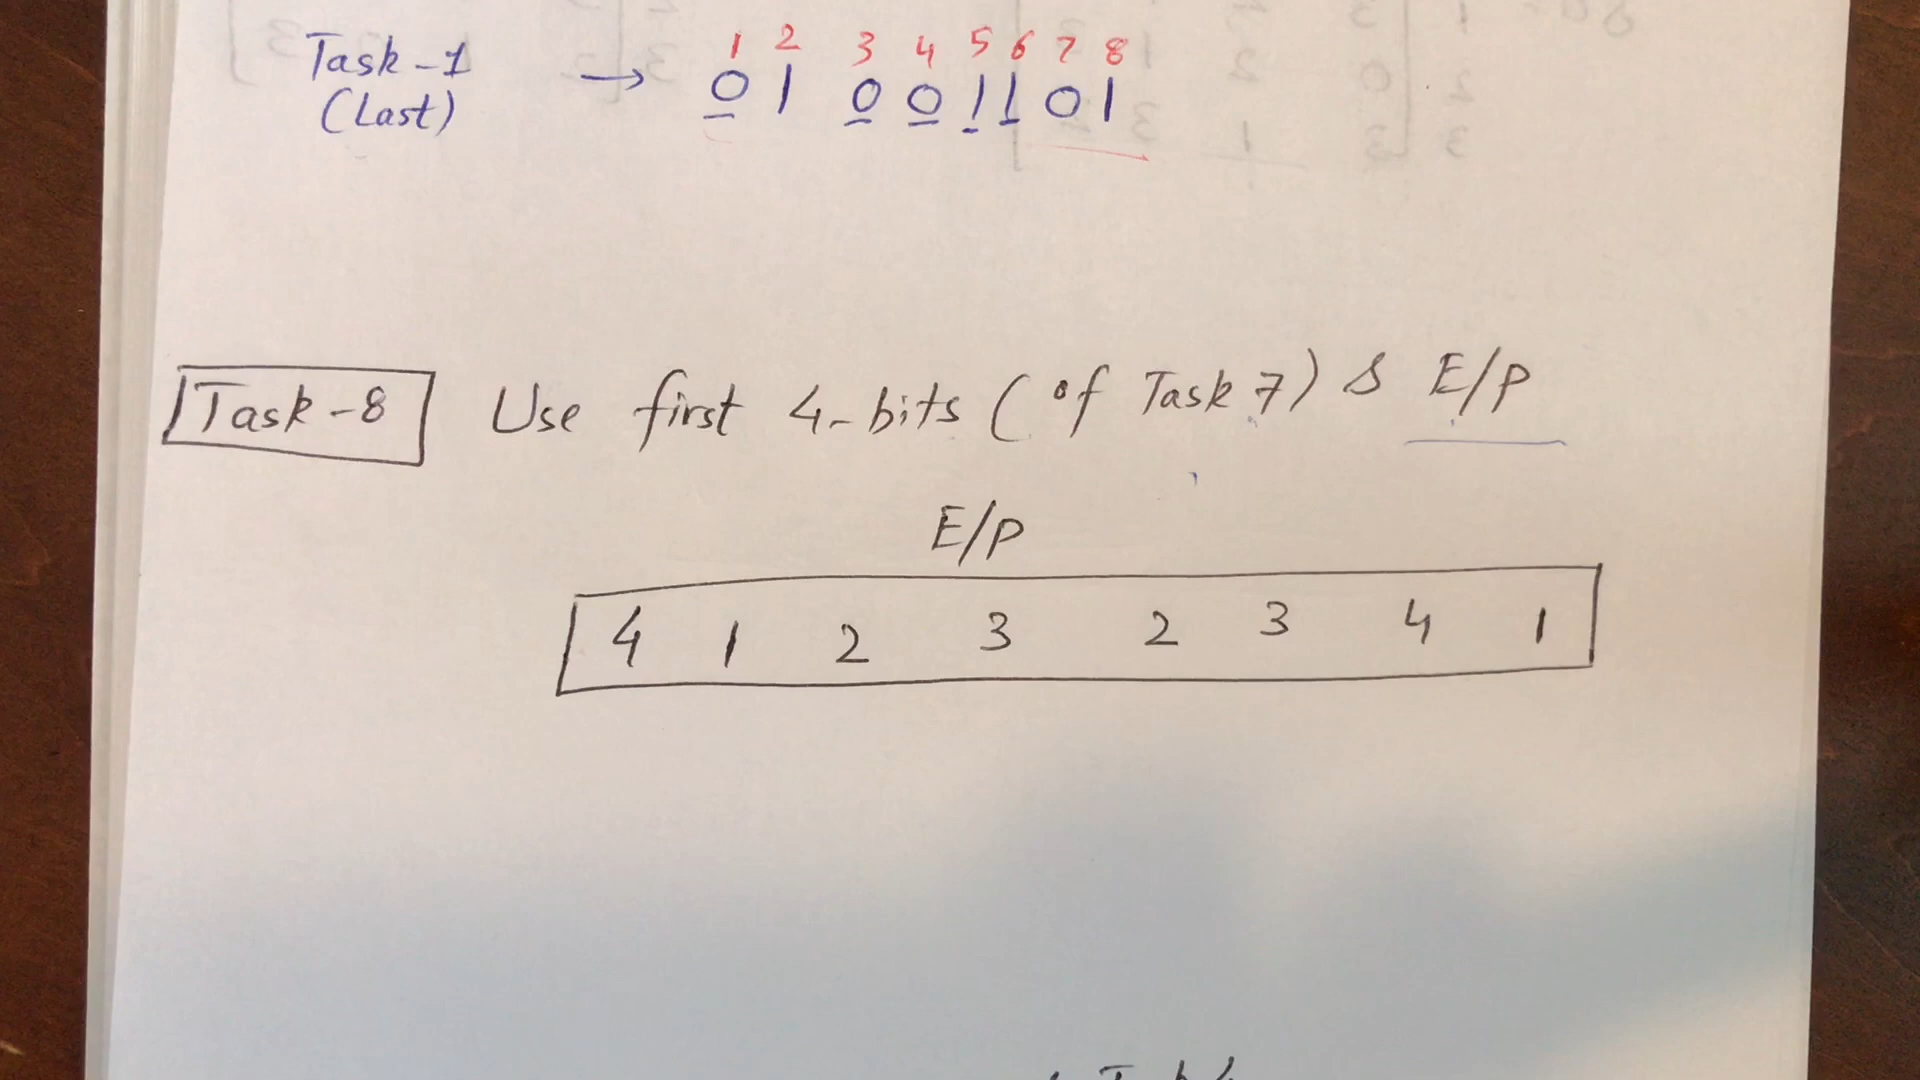 1 2 3 4 5 6 7 8
Task-1 → 0 1 0 0 1 1 0 1
(Last)
Task-8 Use first 4-bits (of Task 7) & E/P
E/P
4 1 2 3 2 3 4 1